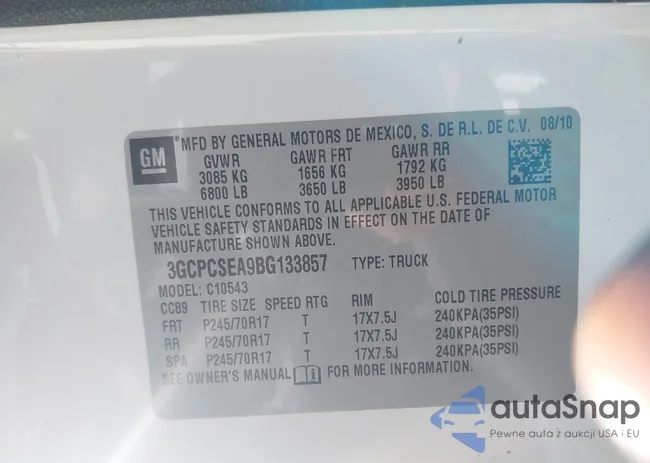 GM
*MFD BY GENERAL MOTORS DE MEXICO, S. DE R.L. DE C.V. 08/10
GVWR GAWR FRT GAWR RR
3085 KG 1656 KG 1792 KG
6800 LB 3650 LB 3950 LB
THIS VEHICLE CONFORMS TO ALL APPLICABLE U.S. FEDERAL MOTOR
VEHICLE SAFETY STANDARDS IN EFFECT ON THE DATE OF
MANUFACTURE SHOWN ABOVE.
3GCPCSEA9BG133857 TYPE: TRUCK
MODEL: C10543
CC89 TIRE SIZE SPEED RTG RIM COLD TIRE PRESSURE
FRT P245/70R17 T 17X7.5J 240KPA(35PSI)
RR P245/70R17 T 17X7.5J 240KPA(35PSI)
SPA P245/70R17 T 17X7.5J 240KPA(35PSI)
SEE OWNER'S MANUAL FOR MORE INFORMATION.
autoSnap
Pewne auto z aukcji USA i EU